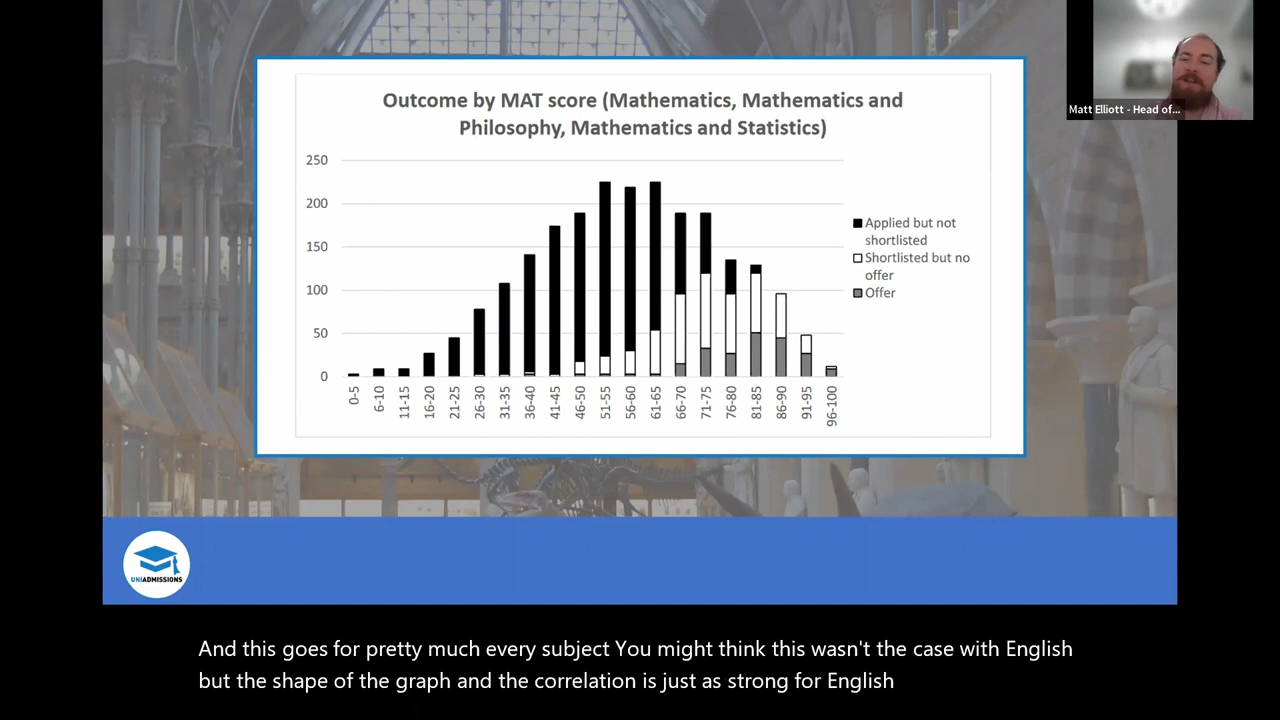 Outcome by MAT score (Mathematics, Mathematics and
Philosophy, Mathematics and Statistics)
Matt Elliott - Head of...
250
200
150
100
50
0
0-5
6-10
11-15
16-20
21-25
26-30
31-35
36-40
41-45
46-50
51-55
56-60
61-65
66-70
71-75
76-80
81-85
86-90
91-95
96-100
Applied but not
shortlisted
Shortlisted but no
offer
Offer
UNIADMISSIONS
And this goes for pretty much every subject You might think this wasn't the case with English
but the shape of the graph and the correlation is just as strong for English